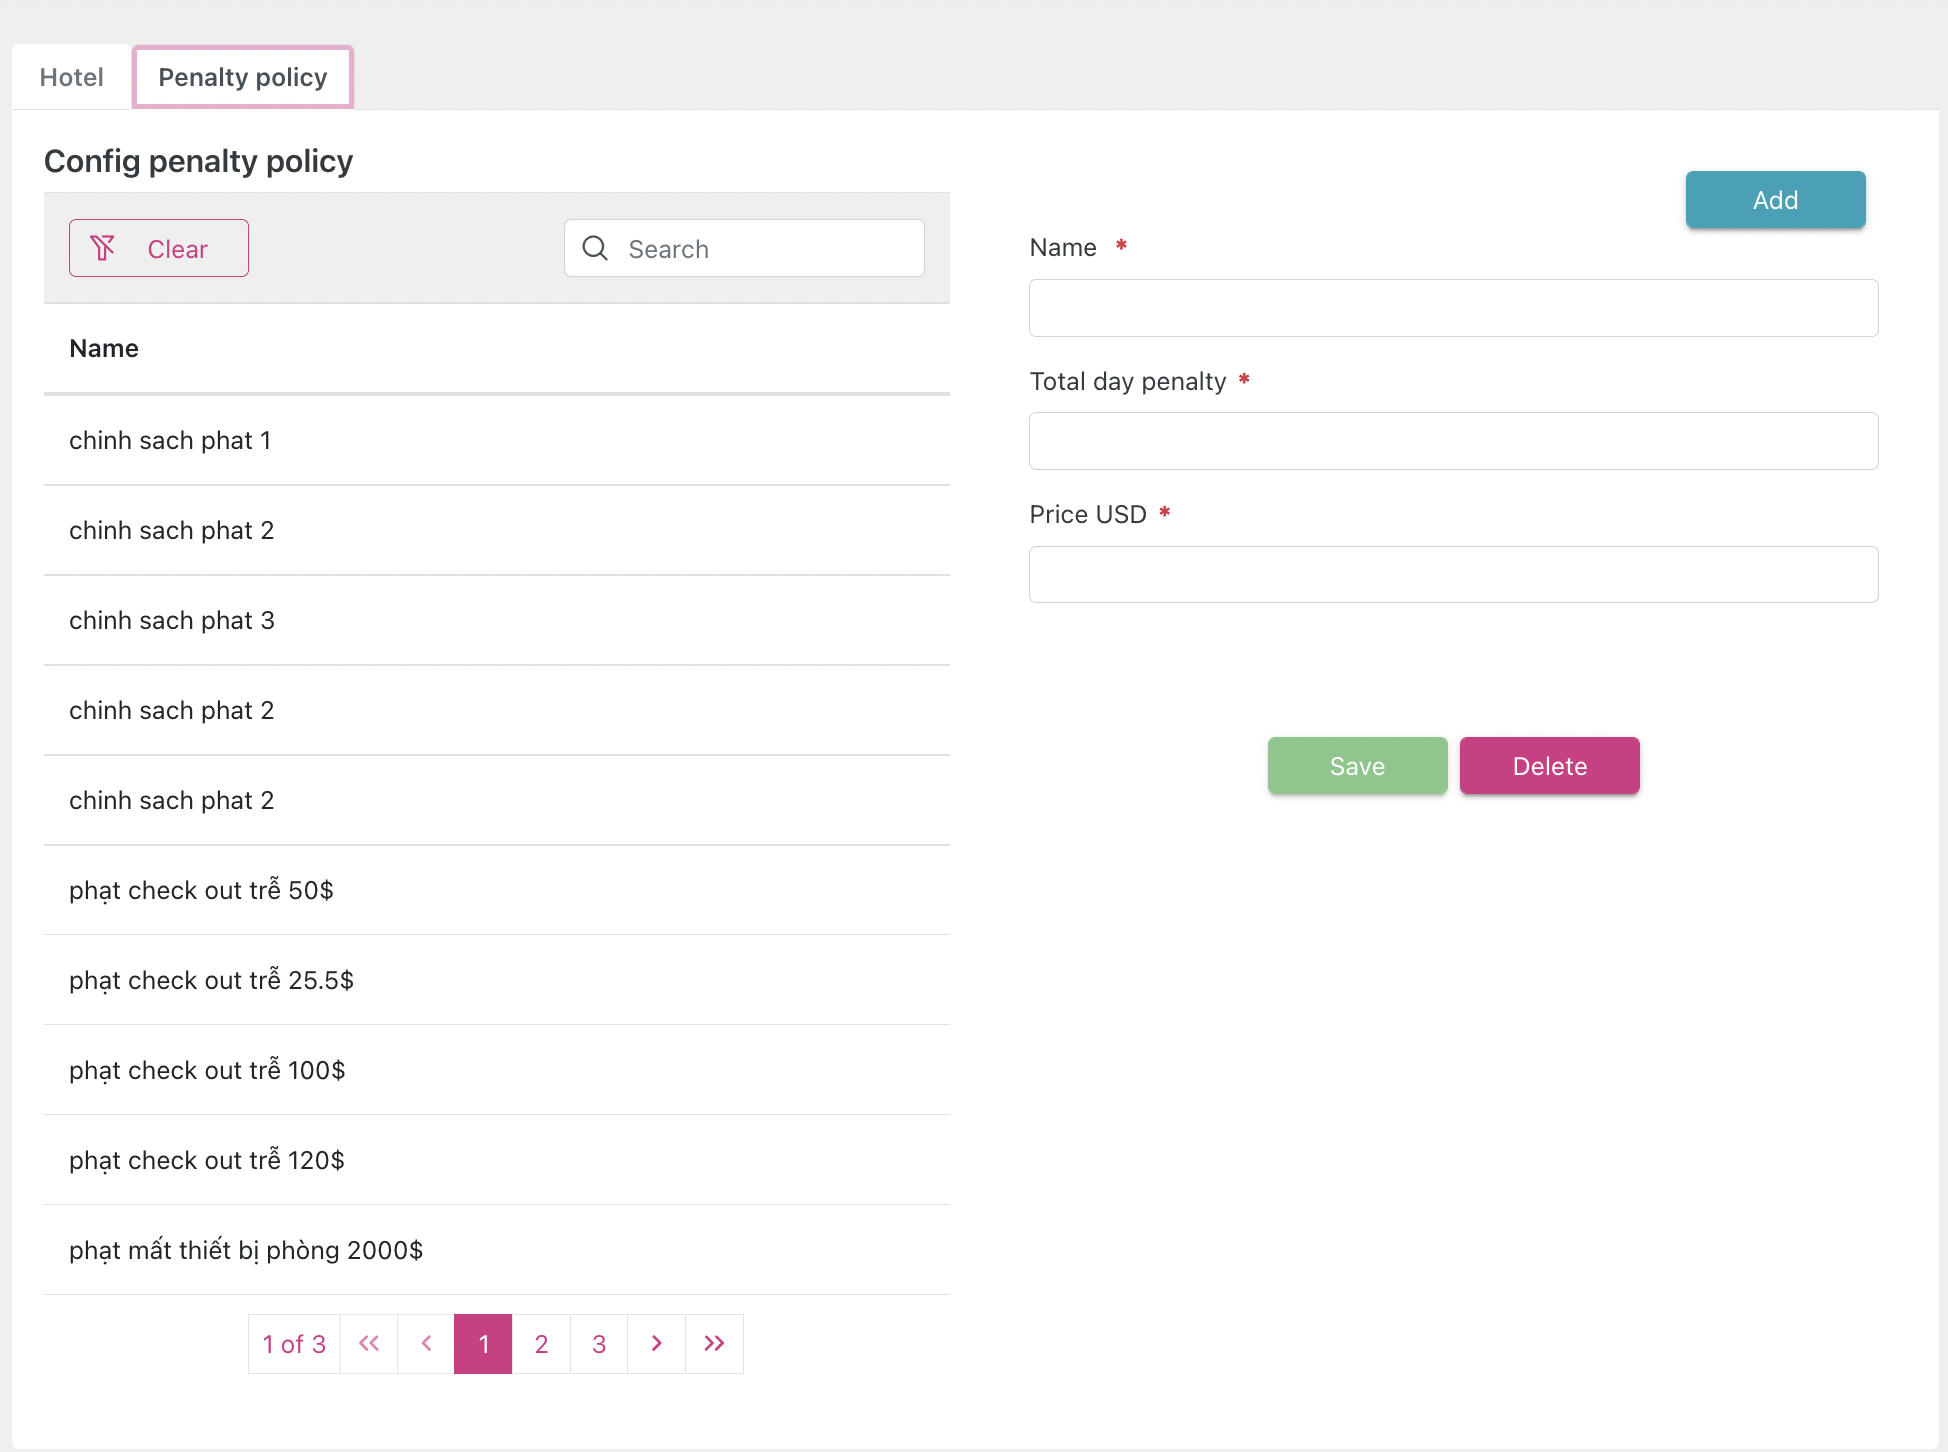 Hotel
Penalty policy
Config penalty policy
Clear
Search
Name
chinh sach phat 1
chinh sach phat 2
chinh sach phat 3
chinh sach phat 2
chinh sach phat 2
phạt check out trễ 50$
phạt check out trễ 25.5$
phạt check out trễ 100$
phạt check out trễ 120$
phạt mất thiết bị phòng 2000$
1 of 3 « ‹ 1 2 3 › »
Add
Name *
Total day penalty *
Price USD *
Save
Delete